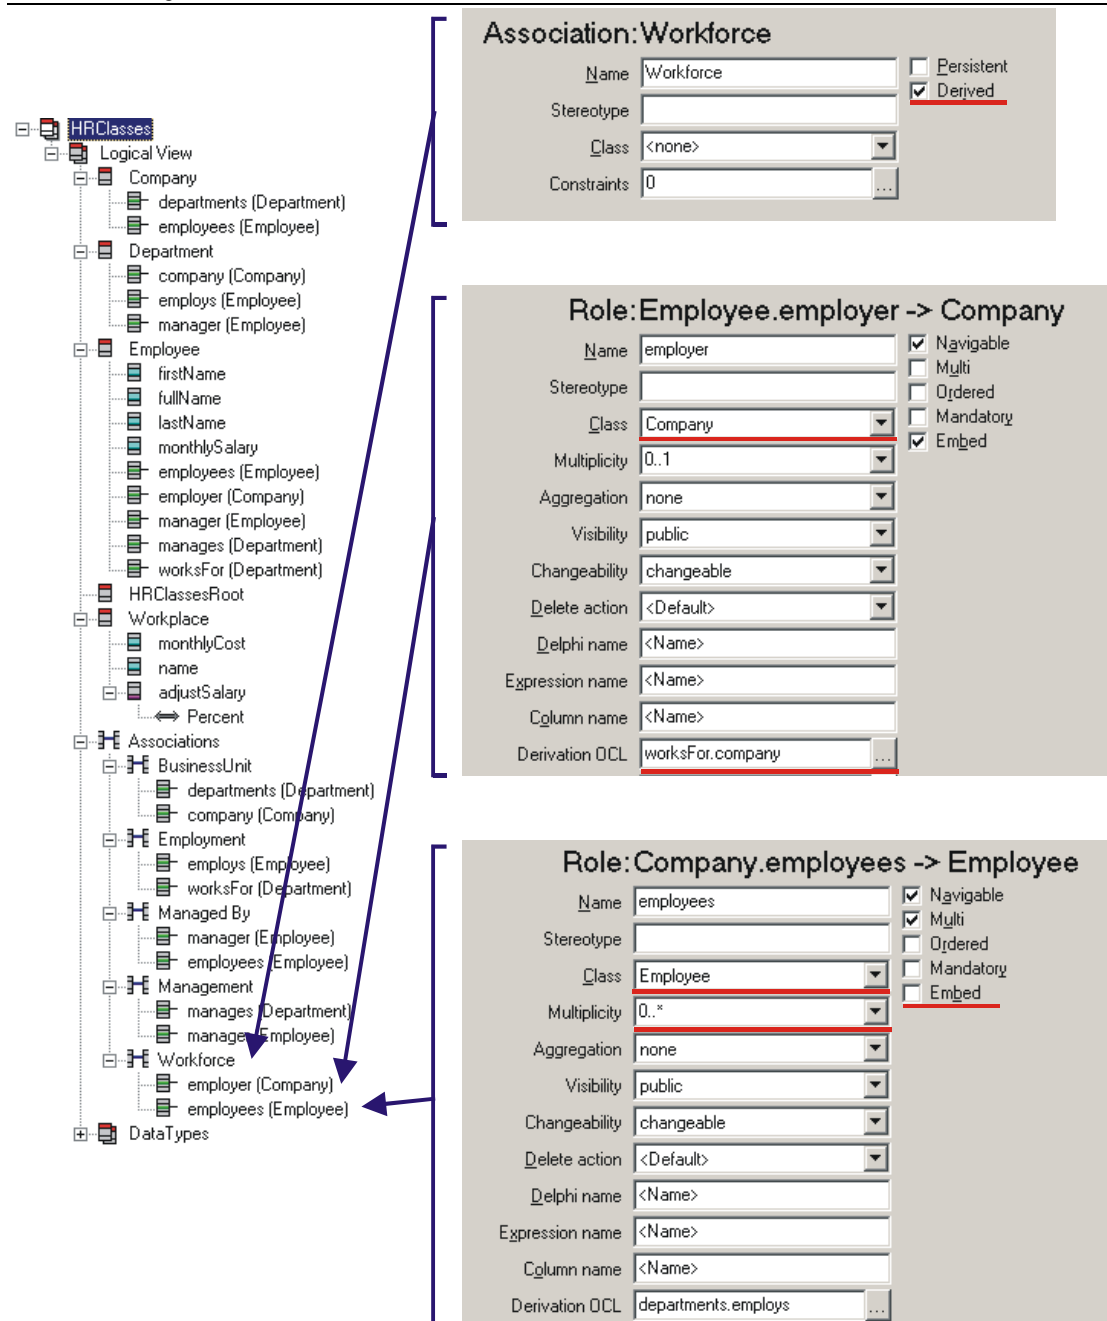 HRClasses
Logical View
Company
departments (Department)
employees (Employee)
Department
company (Company)
employs (Employee)
manager (Employee)
Employee
firstName
fullName
lastName
monthlySalary
employees (Employee)
employer (Company)
manager (Employee)
manages (Department)
worksFor (Department)
HRClassesRoot
Workplace
monthlyCost
name
adjustSalary
Percent
Associations
BusinessUnit
departments (Department)
company (Company)
Employment
employs (Employee)
worksFor (Department)
Managed By
manager (Employee)
employees (Employee)
Management
manages (Department)
manager (Employee)
Workforce
employer (Company)
employees (Employee)
DataTypes
Association:Workforce
Name Workforce
Persistent
Derived
Stereotype
Class <none>
Constraints 0 ...
Role:Employee.employer -> Company
Name employer
Navigable
Multi
Ordered
Mandatory
Embed
Stereotype
Class Company
Multiplicity 0..1
Aggregation none
Visibility public
Changeability changeable
Delete action <Default>
Delphi name <Name>
Expression name <Name>
Column name <Name>
Derivation OCL worksFor.company ...
Role:Company.employees -> Employee
Name employees
Navigable
Multi
Ordered
Mandatory
Embed
Stereotype
Class Employee
Multiplicity 0..*
Aggregation none
Visibility public
Changeability changeable
Delete action <Default>
Delphi name <Name>
Expression name <Name>
Column name <Name>
Derivation OCL departments.employs ...